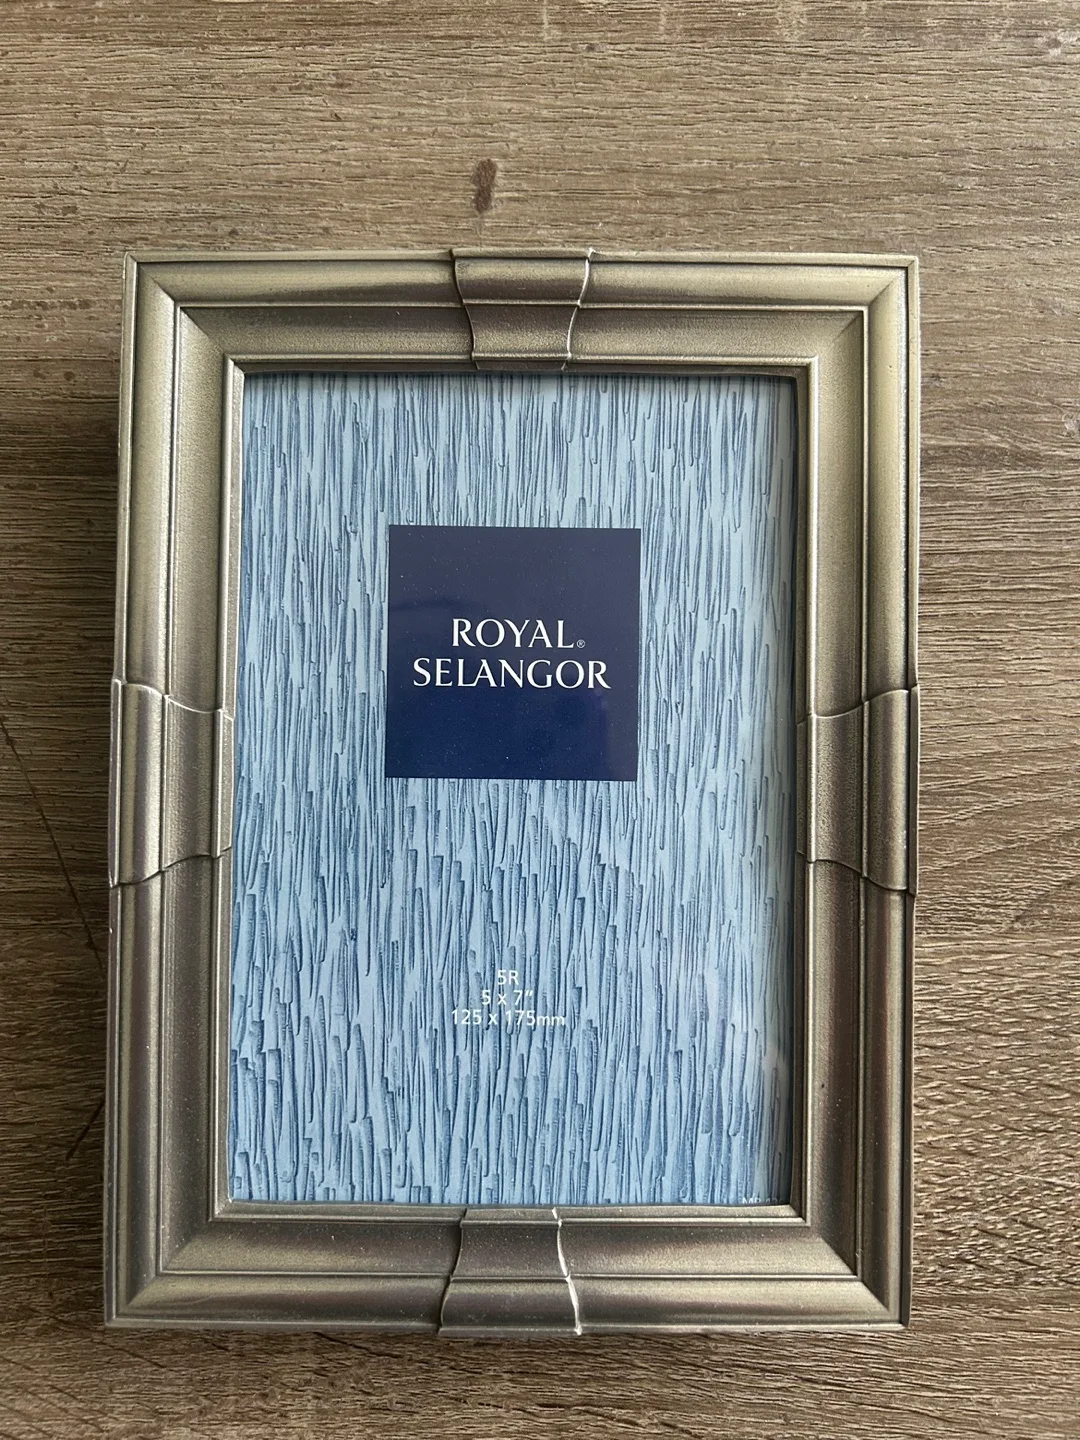 ROYAL®
SELANGOR
5R
5 x 7"
125 x 175mm